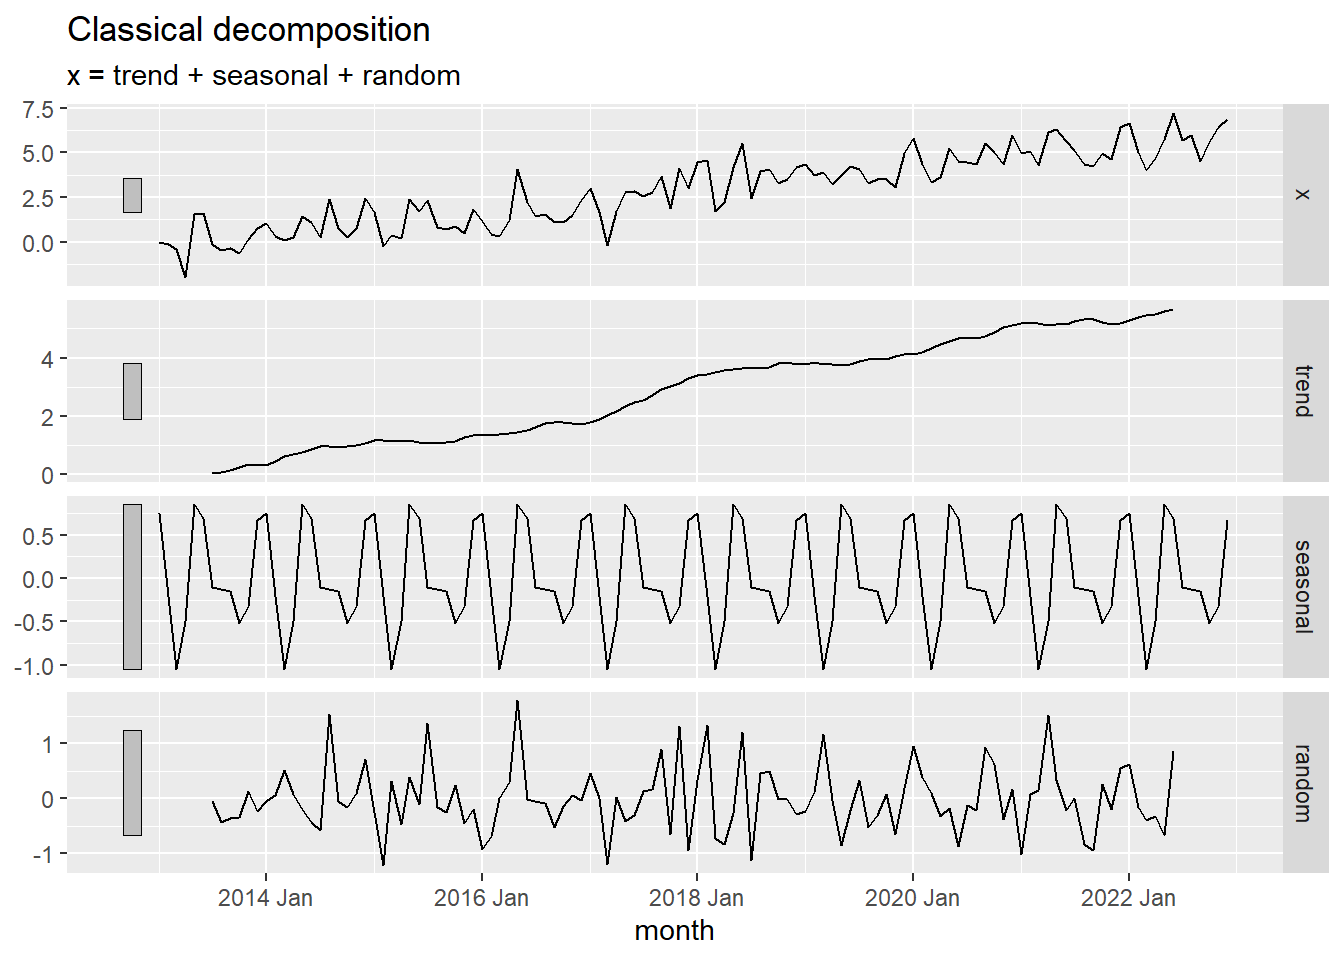 Classical decomposition
x = trend + seasonal + random
7.5
5.0
2.5
0.0
x
4
2
0
trend
0.5
0.0
-0.5
-1.0
seasonal
1
0
-1
random
2014 Jan 2016 Jan 2018 Jan 2020 Jan 2022 Jan
month